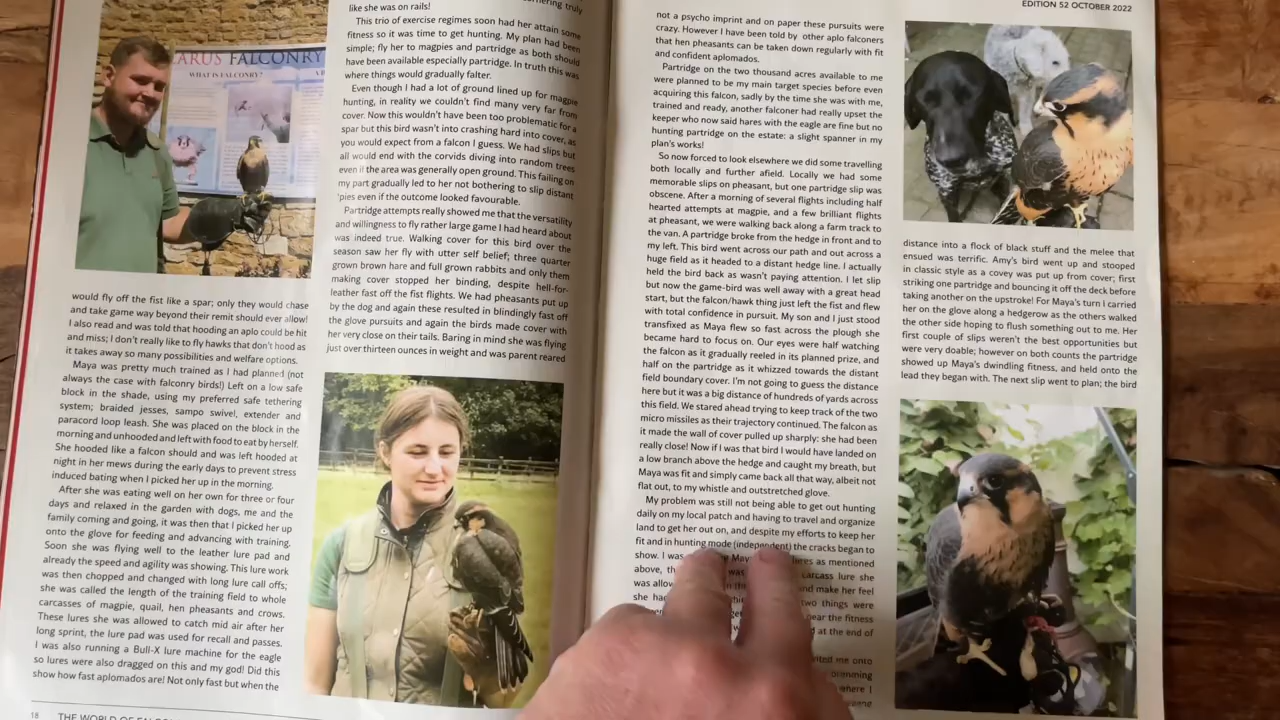 ARUS FALCONRY
WHAT IS FALCONRY?
would fly off the fist like a spar; only they would chase
and take game way beyond their remit should ever allow!
I also read and was told that hooding an aplo could be hit
and miss; I don't really like to fly hawks that don't hood as
it takes away so many possibilities and welfare options.
Maya was pretty much trained as I had planned (not
always the case with falconry birds!) Left on a low safe
block in the shade, using my preferred safe tethering
system; braided jesses, sampo swivel, extender and
paracord loop leash. She was placed on the block in the
morning and unhooded and left with food to eat by herself.
She hooded like a falcon should and was left hooded at
night in her mews during the early days to prevent stress
induced bating when I picked her up in the morning.
After she was eating well on her own for three or four
days and relaxed in the garden with dogs, me and the
family coming and going, it was then that I picked her up
onto the glove for feeding and advancing with training.
Soon she was flying well to the leather lure pad and
already the speed and agility was showing. This lure work
was then chopped and changed with long lure call offs;
she was called the length of the training field to whole
carcasses of magpie, quail, hen pheasants and crows.
These lures she was allowed to catch mid air after her
long sprint, the lure pad was used for recall and passes.
I was also running a Bull-X lure machine for the eagle
so lures were also dragged on this and my god! Did this
show how fast aplomados are! Not only fast but when the
18 THE WORLD OF
cornering truly
like she was on rails!
This trio of exercise regimes soon had her attain some
fitness so it was time to get hunting. My plan had been
simple; fly her to magpies and partridge as both should
have been available especially partridge. In truth this was
where things would gradually falter.
Even though I had a lot of ground lined up for magpie
hunting, in reality we couldn't find many very far from
cover. Now this wouldn't have been too problematic for a
spar but this bird wasn't into crashing hard into cover, as
you would expect from a falcon I guess. We had slips but
all would end with the corvids diving into random trees
even if the area was generally open ground. This failing on
my part gradually led to her not bothering to slip distant
'pies even if the outcome looked favourable.
Partridge attempts really showed me that the versatility
and willingness to fly rather large game I had heard about
was indeed true. Walking cover for this bird over the
season saw her fly with utter self belief; three quarter
grown brown hare and full grown rabbits and only them
making cover stopped her binding, despite hell-for-
leather fast off the fist flights. We had pheasants put up
by the dog and again these resulted in blindingly fast off
the glove pursuits and again the birds made cover with
her very close on their tails. Baring in mind she was flying
just over thirteen ounces in weight and was parent reared
EDITION 52 OCTOBER 2022
not a psycho imprint and on paper these pursuits were
crazy. However I have been told by other aplo falconers
that hen pheasants can be taken down regularly with fit
and confident aplomados.
Partridge on the two thousand acres available to me
were planned to be my main target species before even
acquiring this falcon, sadly by the time she was with me,
trained and ready, another falconer had really upset the
keeper who now said hares with the eagle are fine but no
hunting partridge on the estate: a slight spanner in my
plan's works!
So now forced to look elsewhere we did some travelling
both locally and further afield. Locally we had some
memorable slips on pheasant, but one partridge slip was
obscene. After a morning of several flights including half
hearted attempts at magpie, and a few brilliant flights
at pheasant, we were walking back along a farm track to
the van. A partridge broke from the hedge in front and to
my left. This bird went across our path and out across a
huge field as it headed to a distant hedge line. I actually
held the bird back as wasn't paying attention. I let slip
but now the game-bird was well away with a great head
start, but the falcon/hawk thing just left the fist and flew
with total confidence in pursuit. My son and I just stood
transfixed as Maya flew so fast across the plough she
became hard to focus on. Our eyes were half watching
the falcon as it gradually reeled in its planned prize, and
half on the partridge as it whizzed towards the distant
field boundary cover. I'm not going to guess the distance
here but it was a big distance of hundreds of yards across
this field. We stared ahead trying to keep track of the two
micro missiles as their trajectory continued. The falcon as
it made the wall of cover pulled up sharply: she had been
really close! Now if I was that bird I would have landed on
a low branch above the hedge and caught my breath, but
Maya was fit and simply came back all that way, albeit not
flat out, to my whistle and outstretched glove.
My problem was still not being able to get out hunting
daily on my local patch and having to travel and organize
land to get her out on, and despite my efforts to keep her
fit and in hunting mode (independent) the cracks began to
show. I was as mentioned
above, was carcass lure she
was and make her feel
she two things were
the fitness
at the end of
me onto
where I
distance into a flock of black stuff and the melee that
ensued was terrific. Amy's bird went up and stooped
in classic style as a covey was put up from cover; first
striking one partridge and bouncing it off the deck before
taking another on the upstroke! For Maya's turn I carried
her on the glove along a hedgerow as the others walked
the other side hoping to flush something out to me. Her
first couple of slips weren't the best opportunities but
were very doable; however on both counts the partridge
showed up Maya's dwindling fitness, and held onto the
lead they began with. The next slip went to plan; the bird